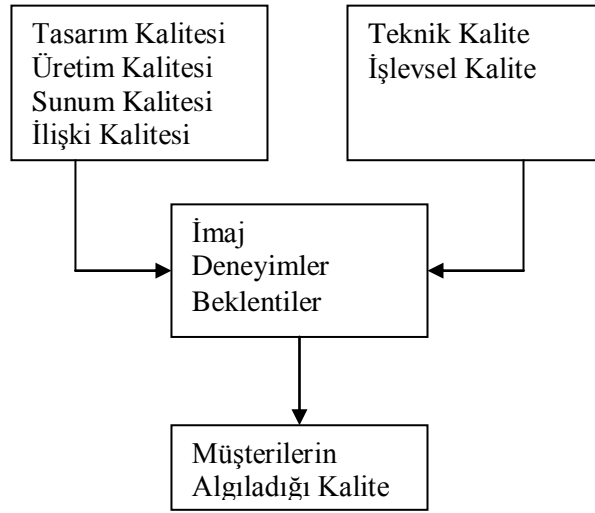 Tasarım Kalitesi
Üretim Kalitesi
Sunum Kalitesi
İlişki Kalitesi
Teknik Kalite
İşlevsel Kalite
İmaj
Deneyimler
Beklentiler
Müşterilerin
Algıladığı Kalite